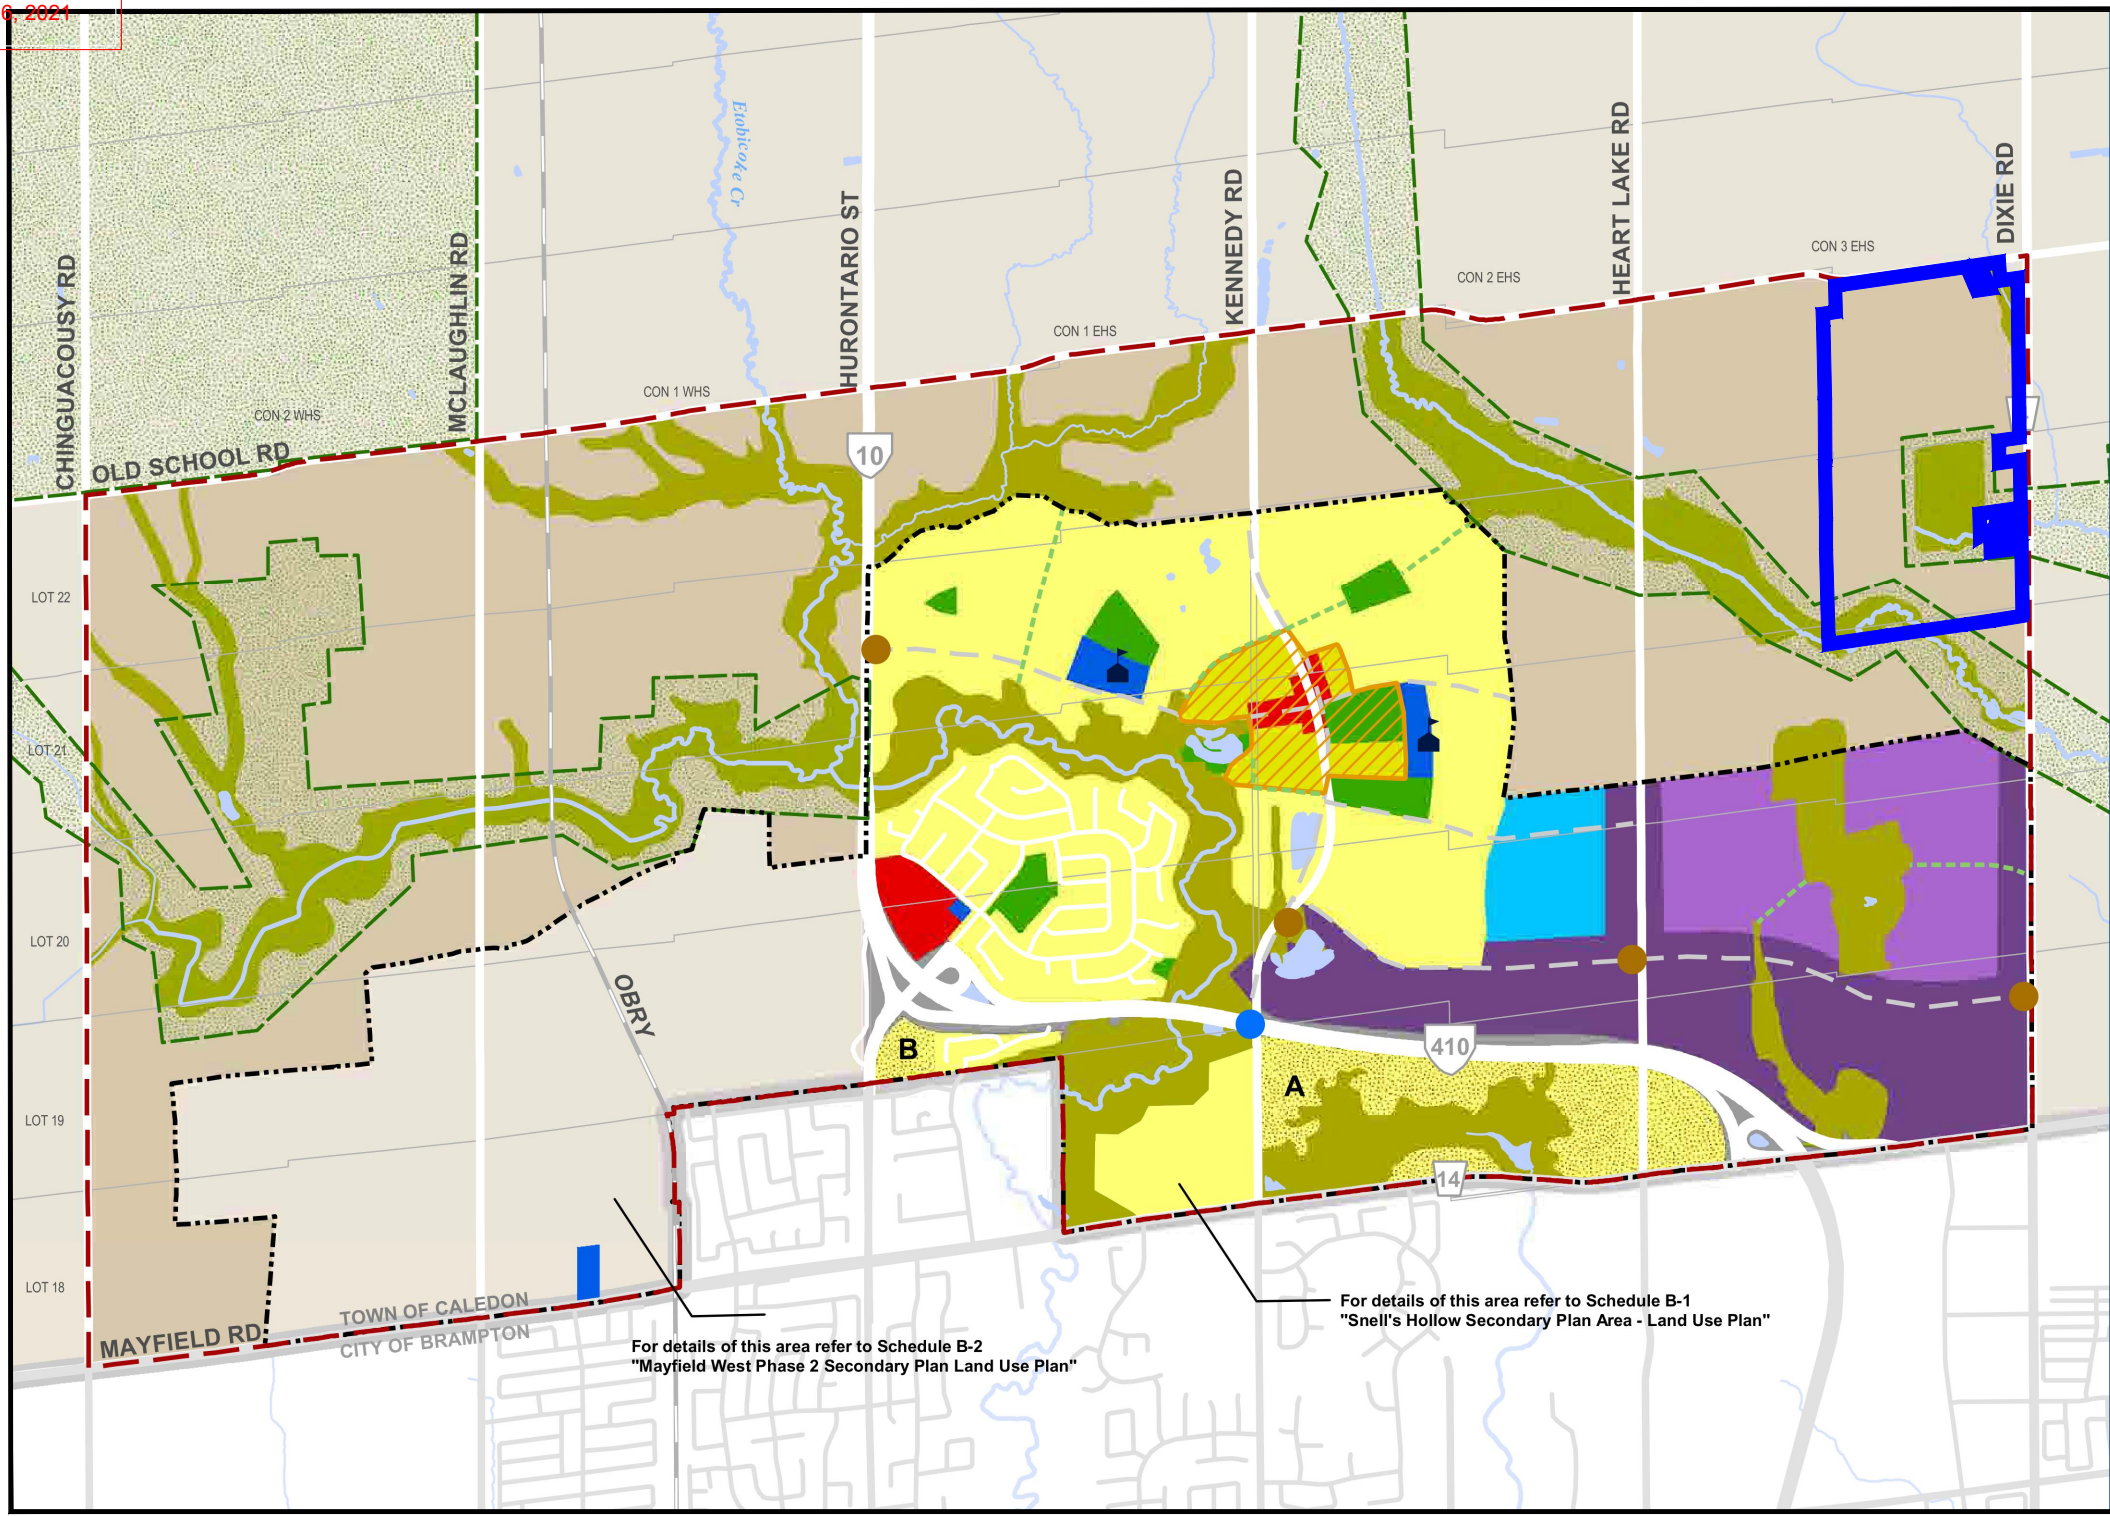 6, 2021
Etobicoke Cr
HURONTARIO ST
KENNEDY RD
HEART LAKE RD
DIXIE RD
CHINGUACOUSY RD
MCLAUGHLIN RD
CON 3 EHS
CON 2 EHS
CON 1 EHS
CON 1 WHS
CON 2 WHS
OLD SCHOOL RD
10
LOT 22
LOT 21
LOT 20
OBRY
B
410
A
LOT 19
14
LOT 18
TOWN OF CALEDON
MAYFIELD RD
CITY OF BRAMPTON
For details of this area refer to Schedule B-1
"Snell's Hollow Secondary Plan Area - Land Use Plan"
For details of this area refer to Schedule B-2
"Mayfield West Phase 2 Secondary Plan Land Use Plan"